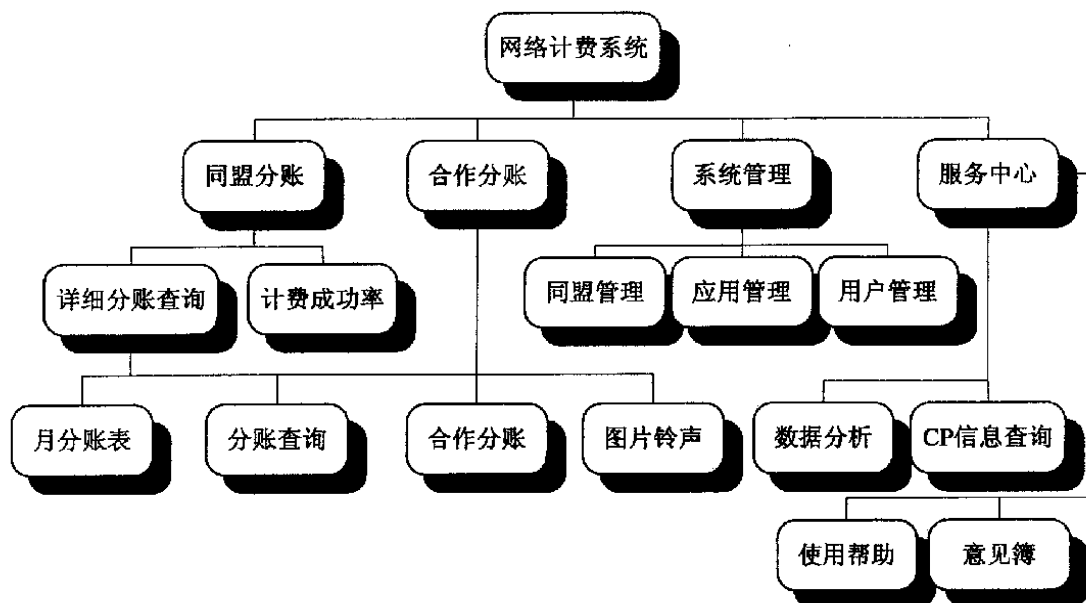 网络计费系统
同盟分账
合作分账
系统管理
服务中心
详细分账查询
计费成功率
同盟管理
应用管理
用户管理
月分账表
分账查询
合作分账
图片铃声
数据分析
CP信息查询
使用帮助
意见簿